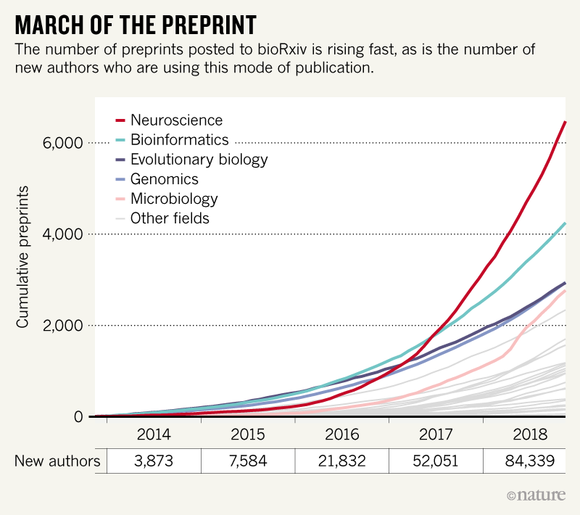 MARCH OF THE PREPRINT
The number of preprints posted to bioRxiv is rising fast, as is the number of
new authors who are using this mode of publication.
Neuroscience
Bioinformatics
Evolutionary biology
Genomics
Microbiology
Other fields
Cumulative preprints
6,000
4,000
2,000
0
2014 2015 2016 2017 2018
New authors 3,873 7,584 21,832 52,051 84,339
©nature